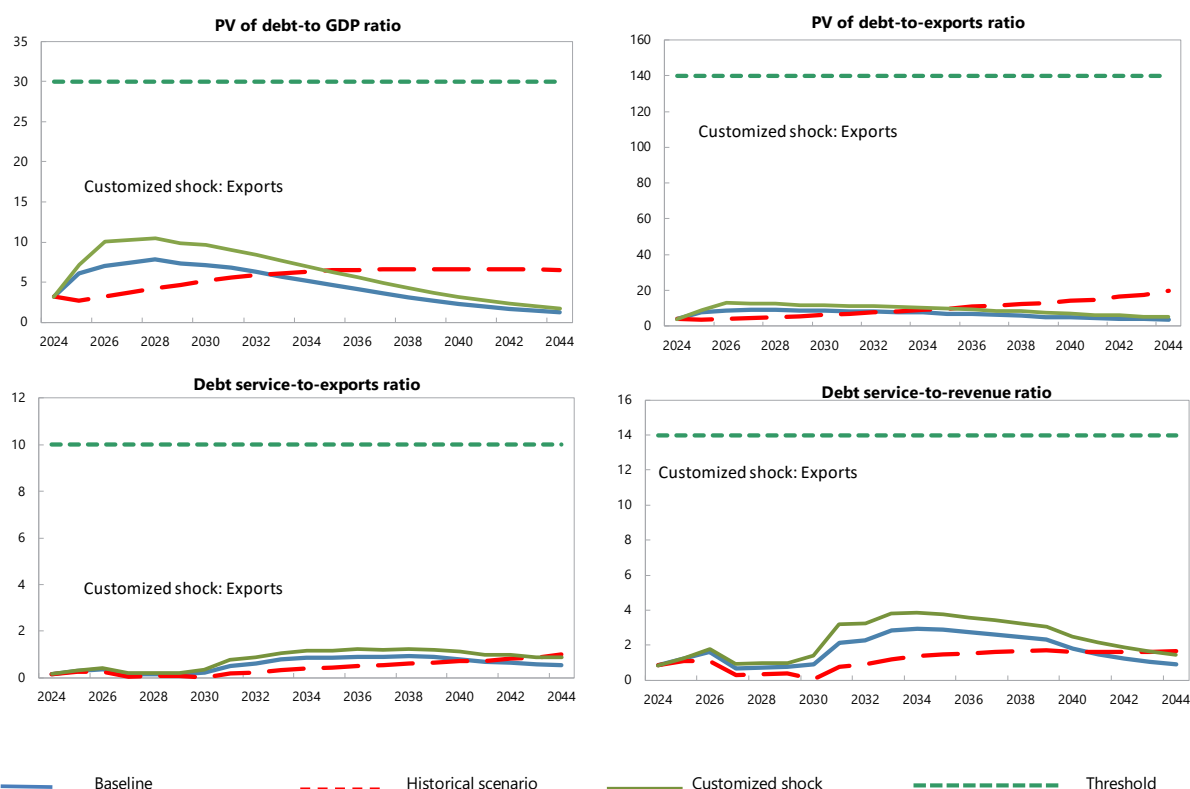 PV of debt-to GDP ratio
35
30
25
20
15
10
5
0
Customized shock: Exports
2024 2026 2028 2030 2032 2034 2036 2038 2040 2042 2044
PV of debt-to-exports ratio
160
140
120
100
80
60
40
20
0
Customized shock: Exports
2024 2026 2028 2030 2032 2034 2036 2038 2040 2042 2044
Debt service-to-exports ratio
12
10
8
6
4
2
0
Customized shock: Exports
2024 2026 2028 2030 2032 2034 2036 2038 2040 2042 2044
Debt service-to-revenue ratio
16
14
12
10
8
6
4
2
0
Customized shock: Exports
2024 2026 2028 2030 2032 2034 2036 2038 2040 2042 2044
Baseline Historical scenario Customized shock Threshold